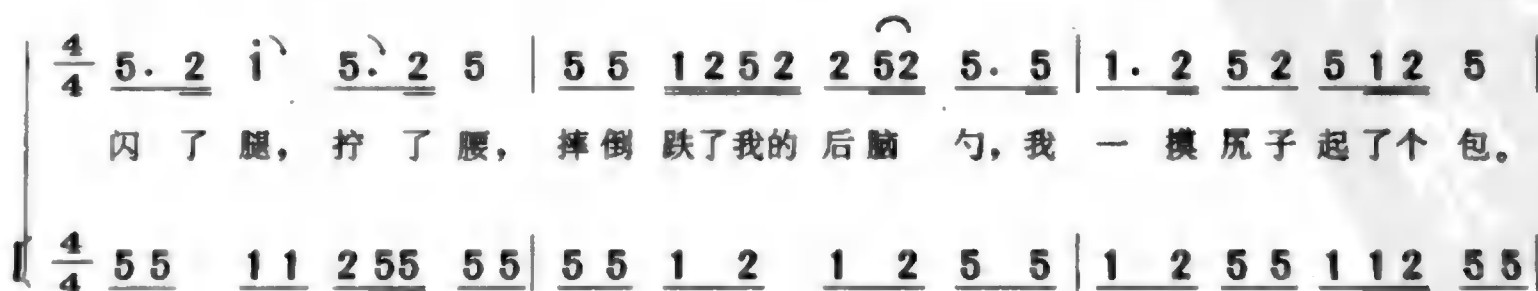 4/4 5. 2 i 5. 2 5 | 5 5 1 2 5 2 2 52 5. 5 | 1. 2 5 2 5 12 5 |
闪了腿，拧了腰，摔倒跌了我的后脑勺，我一摸尻子起了个包。
4/4 5 5 1 1 2 55 5 5 | 5 5 1 2 1 2 5 5 | 1 2 5 5 1 12 5 5 |